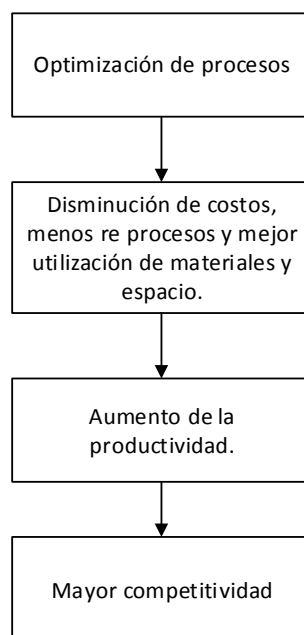 Optimización de procesos
Disminución de costos,
menos re procesos y mejor
utilización de materiales y
espacio.
Aumento de la
productividad.
Mayor competitividad